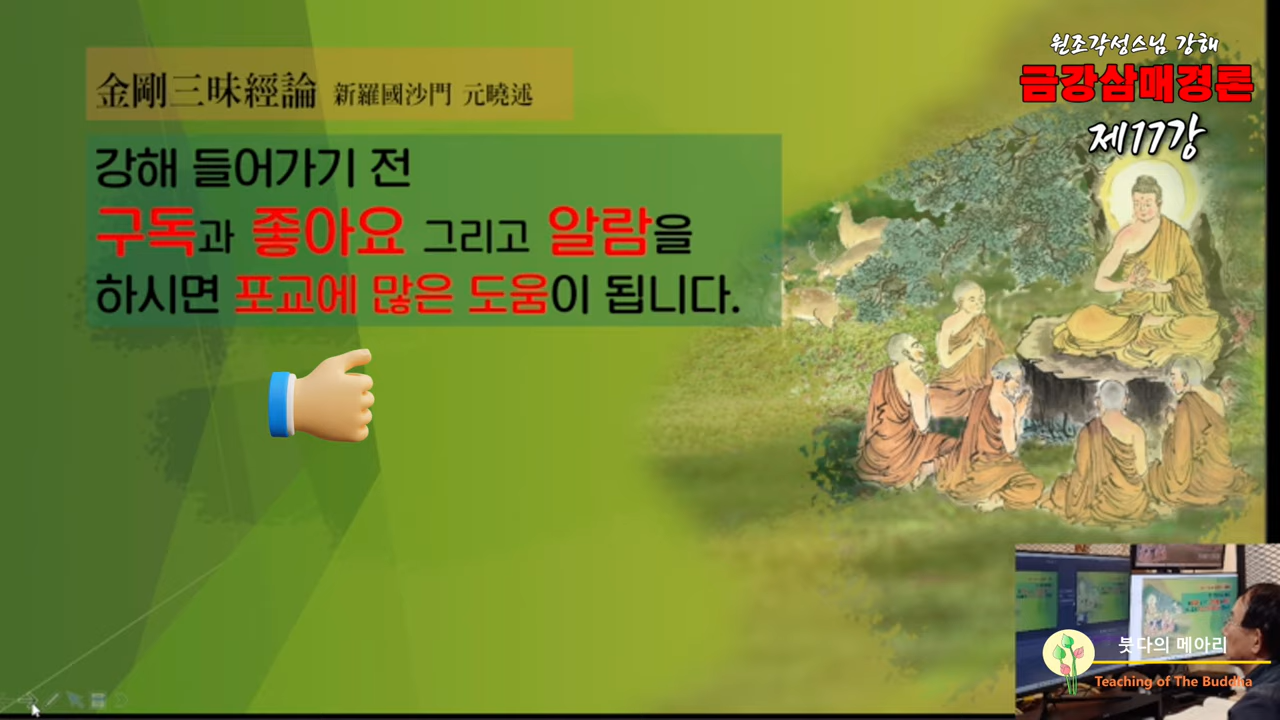 金剛三昧經論 新羅國沙門 元曉述
강해 들어가기 전
구독과 좋아요 그리고 알람을
하시면 포교에 많은 도움이 됩니다.
원조각성스님 강해
금강삼매경론
제17강
붓다의 메아리
Teaching of The Buddha